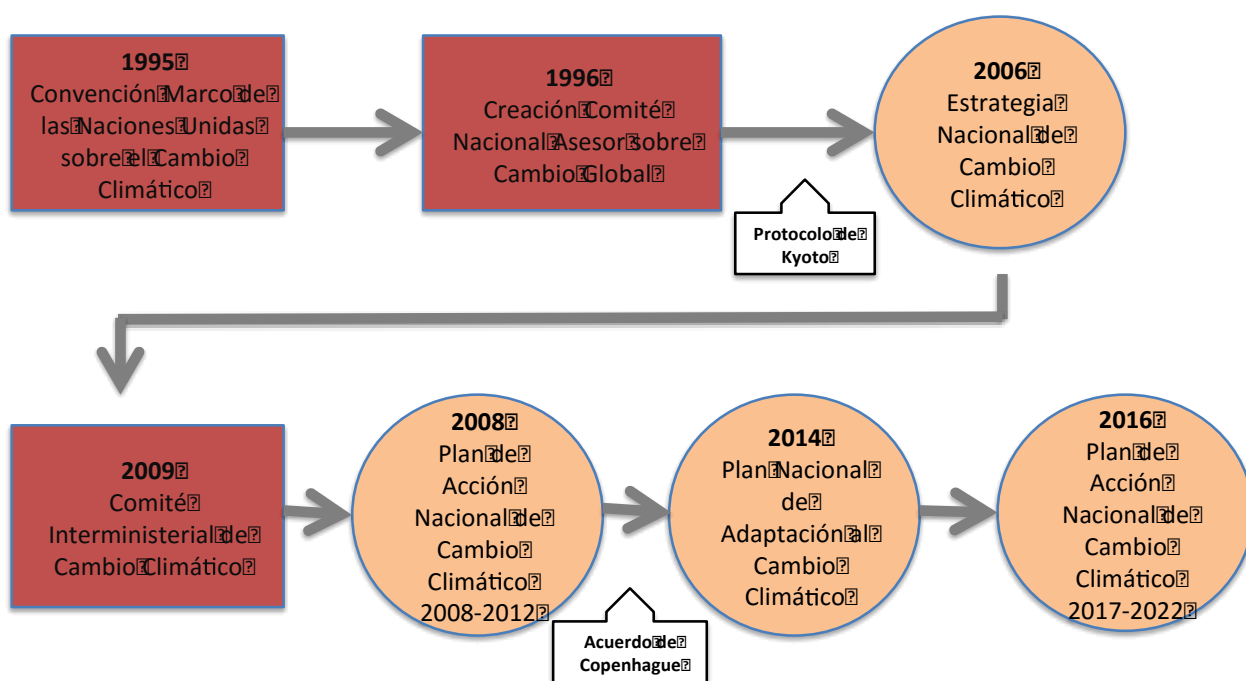 1995
Convención Marco de
las Naciones Unidas
sobre el Cambio
Climático
1996
Creación Comité
Nacional Asesor sobre
Cambio Global
2006
Estrategia
Nacional de
Cambio
Climático
Protocolo de
Kyoto
2009
Comité
Interministerial de
Cambio Climático
2008
Plan de
Acción
Nacional de
Cambio
Climático
2008-2012
2014
Plan Nacional
de
Adaptación al
Cambio
Climático
2016
Plan de
Acción
Nacional de
Cambio
Climático
2017-2022
Acuerdo de
Copenhague